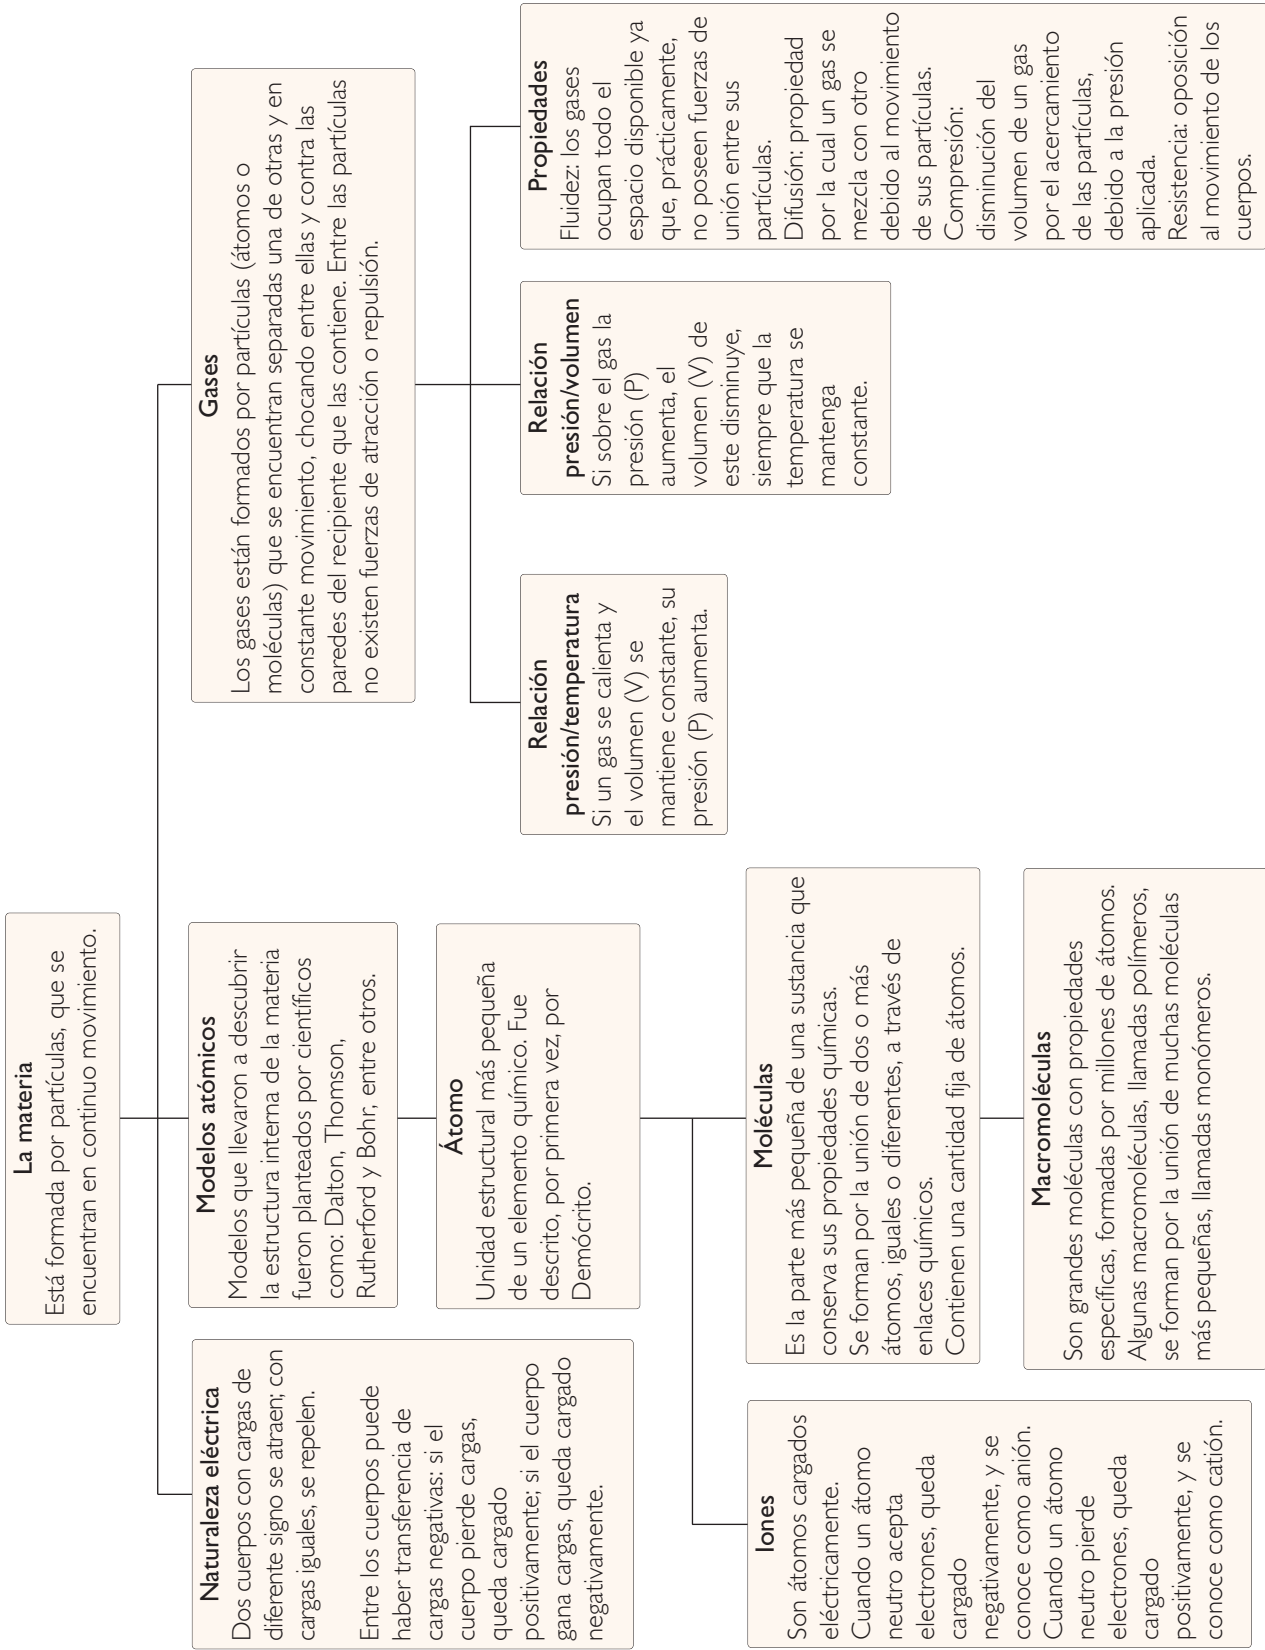 La materia
Está formada por partículas, que se
encuentran en continuo movimiento.
Naturaleza eléctrica
Dos cuerpos con cargas de
diferente signo se atraen; con
cargas iguales, se repelen.
Entre los cuerpos puede
haber transferencia de
cargas negativas: si el
cuerpo pierde cargas,
queda cargado
positivamente; si el cuerpo
gana cargas, queda cargado
negativamente.
Modelos atómicos
Modelos que llevaron a descubrir
la estructura interna de la materia
fueron planteados por científicos
como: Dalton, Thomson,
Rutherford y Bohr, entre otros.
Átomo
Unidad estructural más pequeña
de un elemento químico. Fue
descrito, por primera vez, por
Demócrito.
Iones
Son átomos cargados
eléctricamente.
Cuando un átomo
neutro acepta
electrones, queda
cargado
negativamente, y se
conoce como anión.
Cuando un átomo
neutro pierde
electrones, queda
cargado
positivamente, y se
conoce como catión.
Moléculas
Es la parte más pequeña de una sustancia que
conserva sus propiedades químicas.
Se forman por la unión de dos o más
átomos, iguales o diferentes, a través de
enlaces químicos.
Contienen una cantidad fija de átomos.
Macromoléculas
Son grandes moléculas con propiedades
específicas, formadas por millones de átomos.
Algunas macromoléculas, llamadas polímeros,
se forman por la unión de muchas moléculas
más pequeñas, llamadas monómeros.
Gases
Los gases están formados por partículas (átomos o
moléculas) que se encuentran separadas una de otras y en
constante movimiento, chocando entre ellas y contra las
paredes del recipiente que las contiene. Entre las partículas
no existen fuerzas de atracción o repulsión.
Relación
presión/temperatura
Si un gas se calienta y
el volumen (V) se
mantiene constante, su
presión (P) aumenta.
Relación
presión/volumen
Si sobre el gas la
presión (P)
aumenta, el
volumen (V) de
este disminuye,
siempre que la
temperatura se
mantenga
constante.
Propiedades
Fluidez: los gases
ocupan todo el
espacio disponible ya
que, prácticamente,
no poseen fuerzas de
unión entre sus
partículas.
Difusión: propiedad
por la cual un gas se
mezcla con otro
debido al movimiento
de sus partículas.
Compresión:
disminución del
volumen de un gas
por el acercamiento
de las partículas,
debido a la presión
aplicada.
Resistencia: oposición
al movimiento de los
cuerpos.